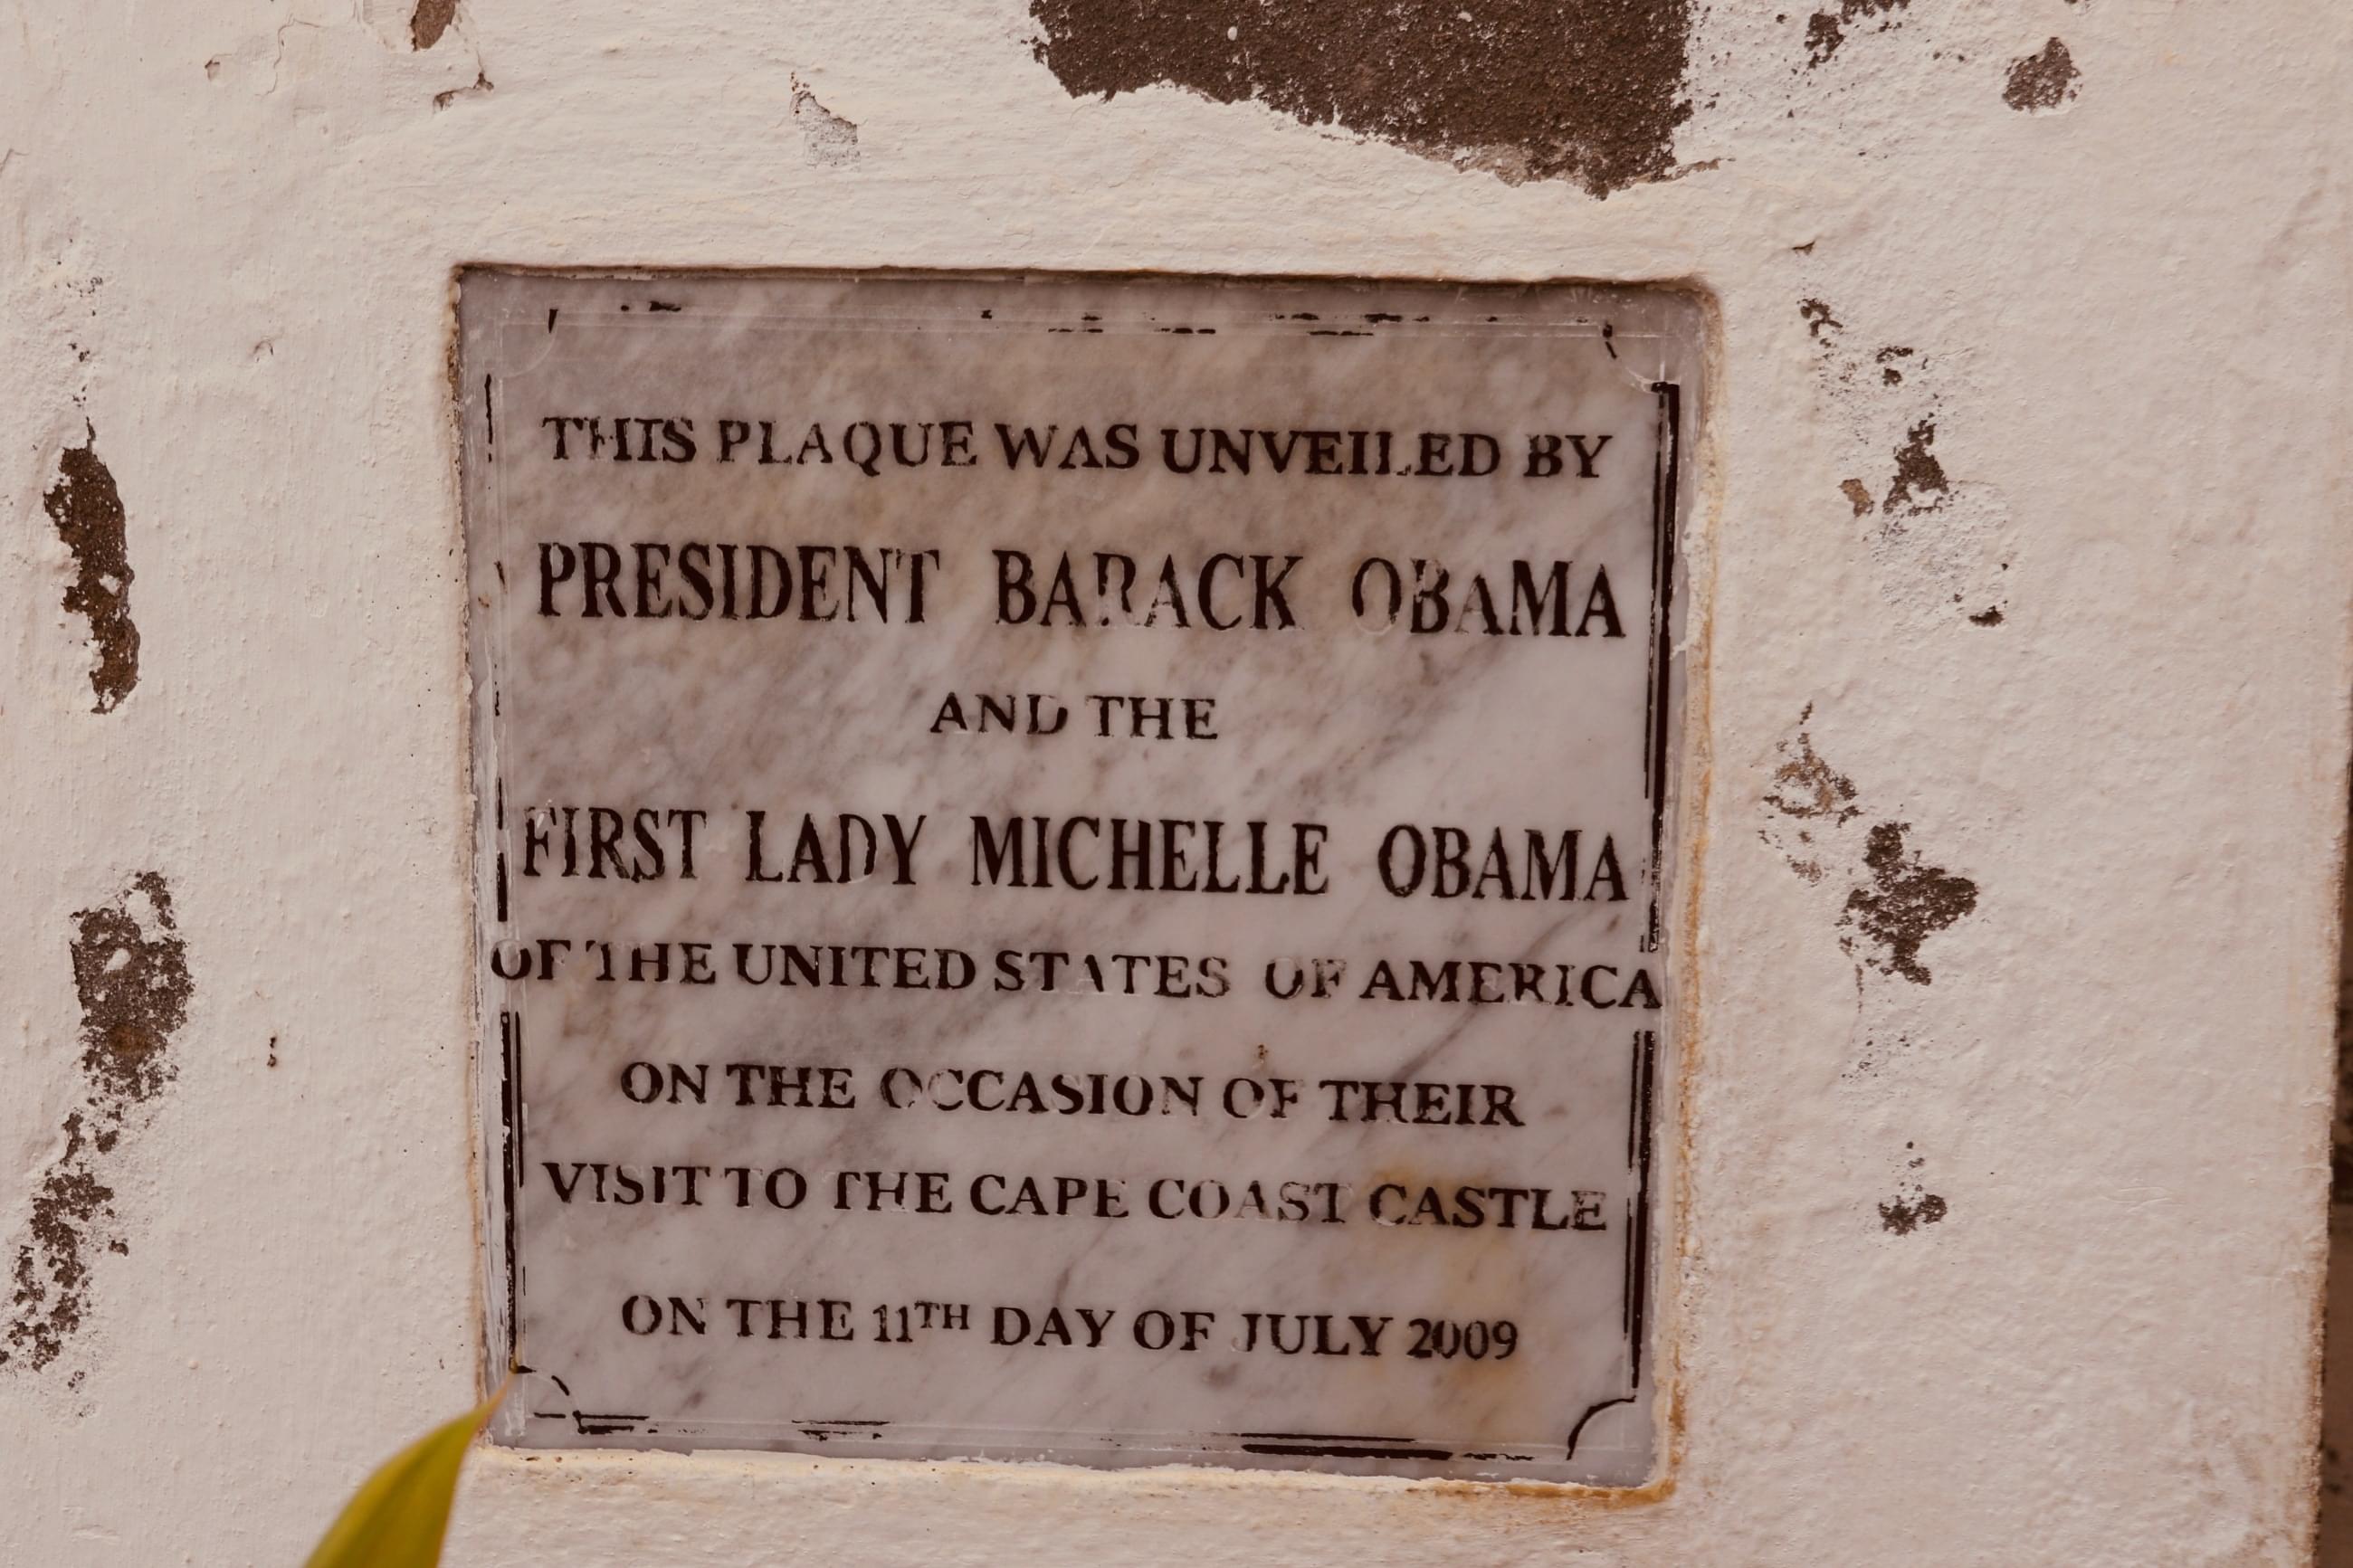 THIS PLAQUE WAS UNVEILED BY
PRESIDENT BARACK OBAMA
AND THE
FIRST LADY MICHELLE OBAMA
OF THE UNITED STATES OF AMERICA
ON THE OCCASION OF THEIR
VISIT TO THE CAPE COAST CASTLE
ON THE 11TH DAY OF JULY 2009